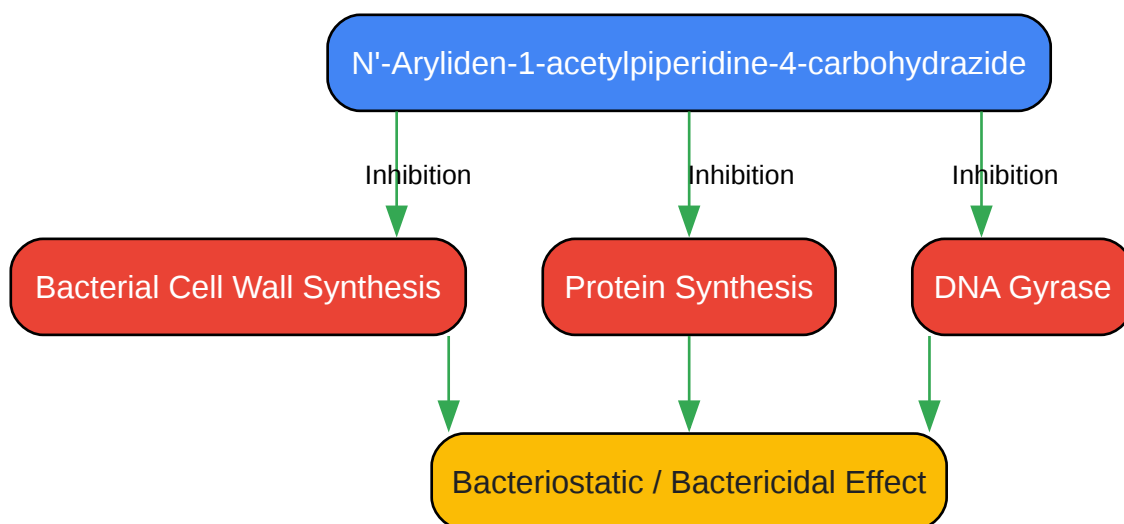 N'-Aryliden-1-acetylpiperidine-4-carbohydrazide
Inhibition
Inhibition
Inhibition
Bacterial Cell Wall Synthesis
Protein Synthesis
DNA Gyrase
Bacteriostatic / Bactericidal Effect